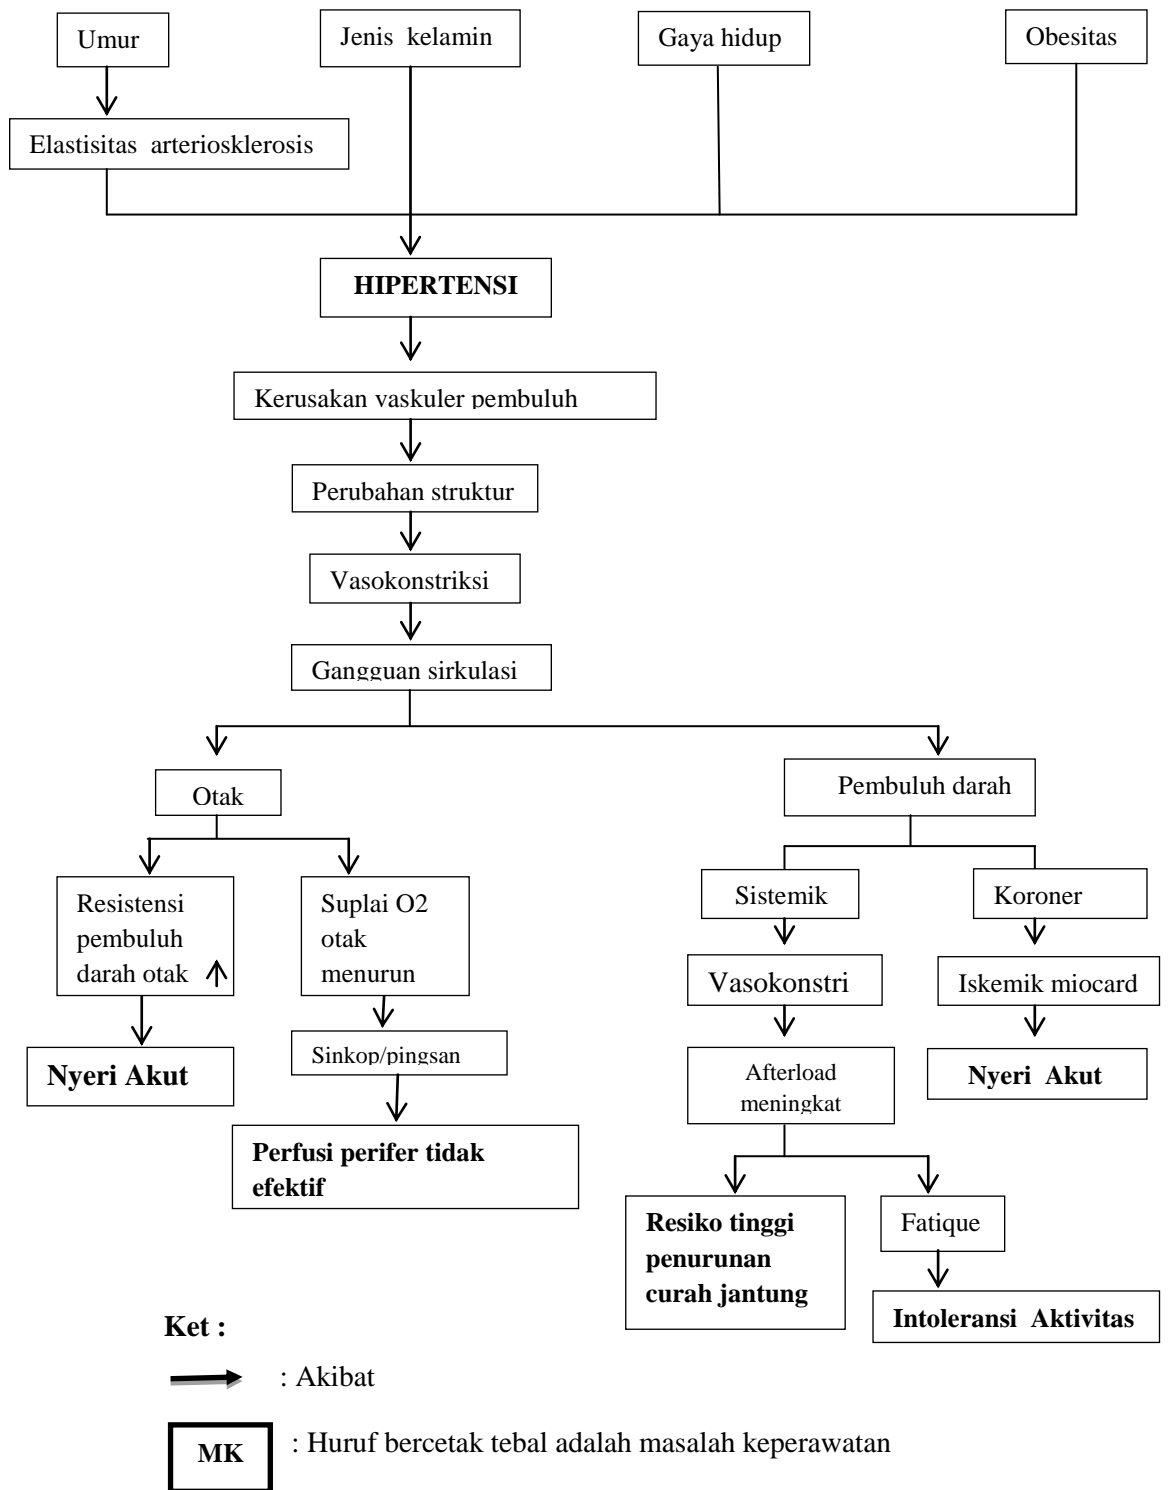 Umur
Jenis kelamin
Gaya hidup
Obesitas
Elastisitas arteriosklerosis
HIPERTENSI
Kerusakan vaskuler pembuluh
Perubahan struktur
Vasokonstriksi
Gangguan sirkulasi
Otak
Pembuluh darah
Resistensi
pembuluh
darah otak
Suplai O2
otak
menurun
Sistemik
Koroner
Vasokonstri
Iskemik miocard
Nyeri Akut
Sinkop/pingsan
Afterload
meningkat
Nyeri Akut
Perfusi perifer tidak
efektif
Resiko tinggi
penurunan
curah jantung
Fatique
Intoleransi Aktivitas
Ket :
: Akibat
MK
: Huruf bercetak tebal adalah masalah keperawatan